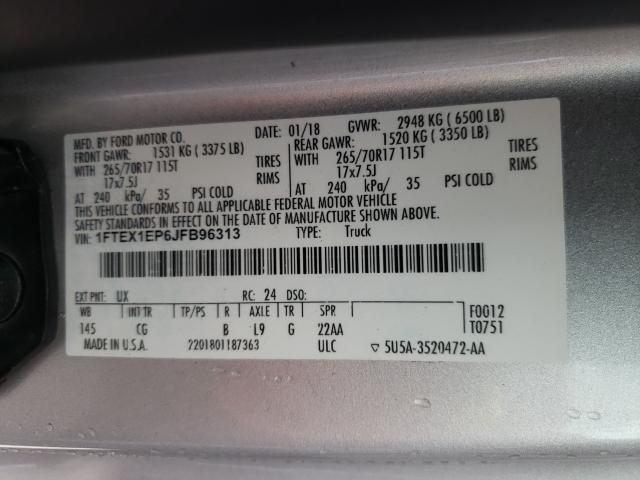 MFD. BY FORD MOTOR CO. DATE: 01/18 GVWR: 2948 KG ( 6500 LB)
FRONT GAWR: 1531 KG ( 3375 LB) REAR GAWR: 1520 KG ( 3350 LB)
WITH 265/70R17 115T TIRES WITH 265/70R17 115T TIRES
17x7.5J RIMS 17x7.5J RIMS
AT 240 kPa/ 35 PSI COLD AT 240 kPa/ 35 PSI COLD
THIS VEHICLE CONFORMS TO ALL APPLICABLE FEDERAL MOTOR VEHICLE
SAFETY STANDARDS IN EFFECT ON THE DATE OF MANUFACTURE SHOWN ABOVE.
VIN: 1FTEX1EP6JFB96313 TYPE: Truck
EXT PNT: UX RC: 24 DSO:
WB INT TR TP/PS R AXLE TR SPR F0012
145 CG B L9 G 22AA T0751
MADE IN U.S.A. 2201801187363 ULC ▽ 5U5A-3520472-AA